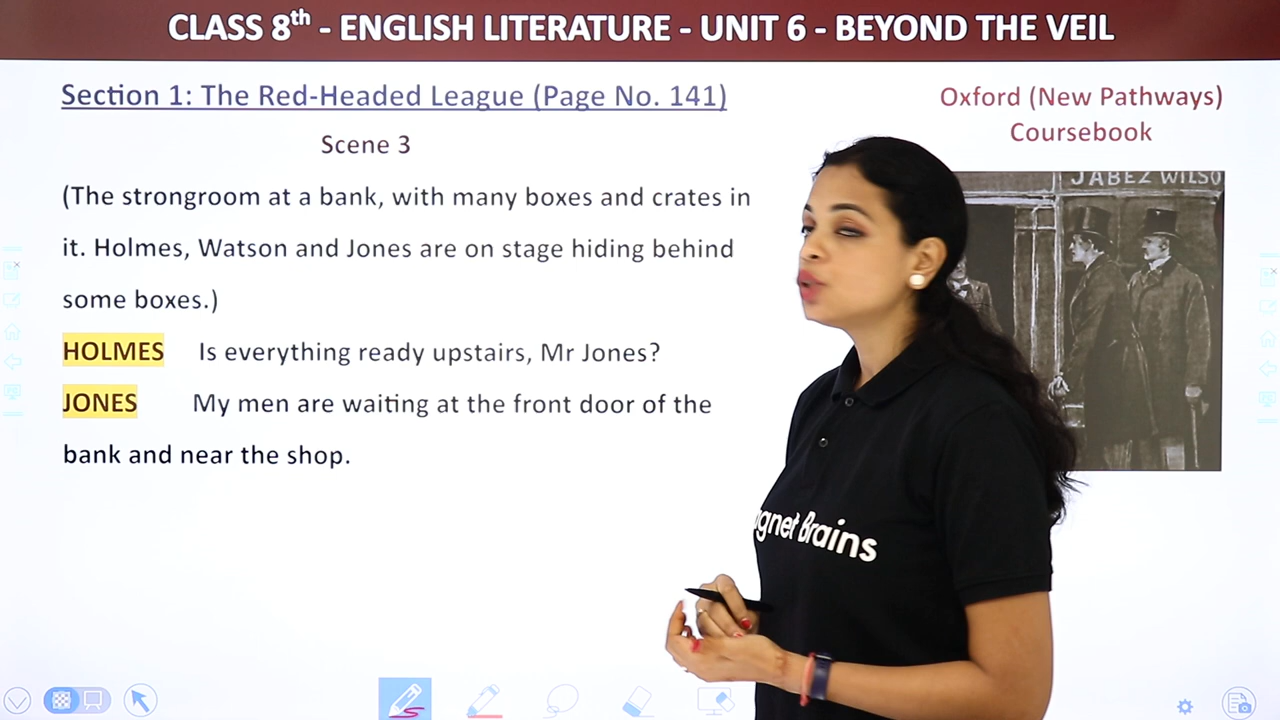 CLASS 8th - ENGLISH LITERATURE - UNIT 6 - BEYOND THE VEIL
Section 1: The Red-Headed League (Page No. 141)
Oxford (New Pathways)
Coursebook
Scene 3
(The strongroom at a bank, with many boxes and crates in
it. Holmes, Watson and Jones are on stage hiding behind
some boxes.)
HOLMES Is everything ready upstairs, Mr Jones?
JONES My men are waiting at the front door of the
bank and near the shop.
JABEZ WILSO
gnet Brains